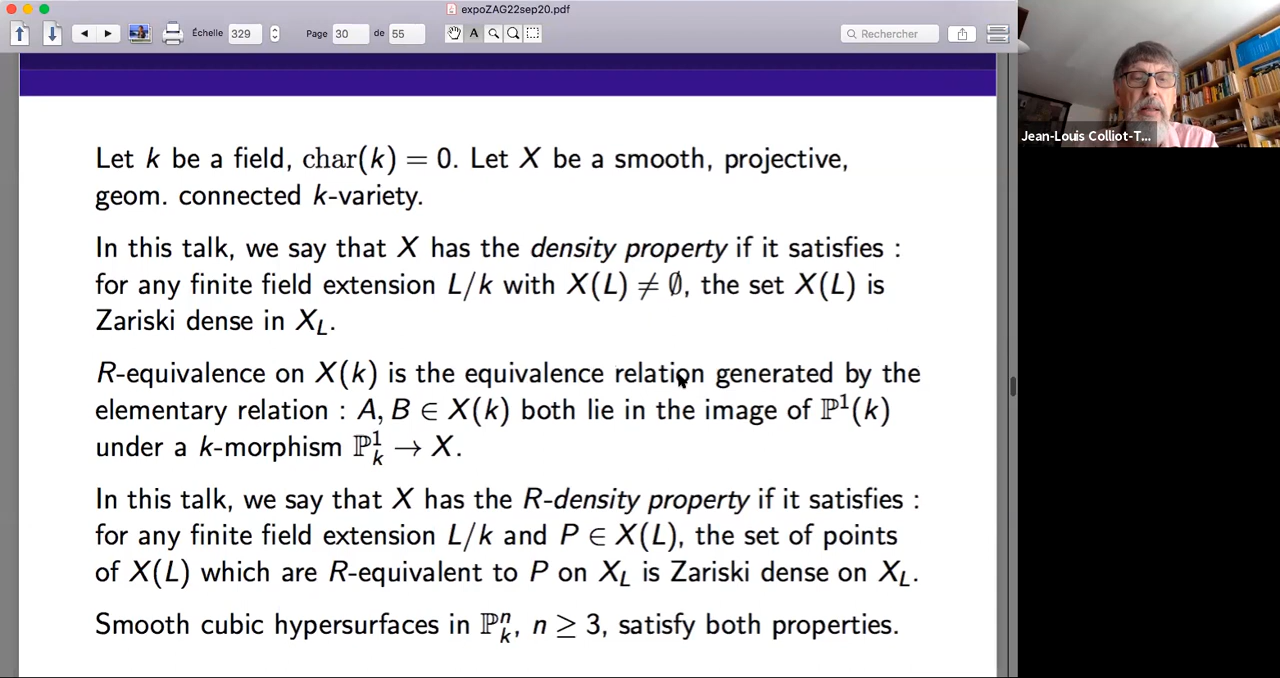 expoZAG22sep20.pdf
Échelle 329 Page 30 de 55 Rechercher
Let k be a field, char(k) = 0. Let X be a smooth, projective,
geom. connected k-variety.
In this talk, we say that X has the density property if it satisfies :
for any finite field extension L/k with X(L) ≠ ∅, the set X(L) is
Zariski dense in X_L.
R-equivalence on X(k) is the equivalence relation generated by the
elementary relation : A, B ∈ X(k) both lie in the image of ℙ¹(k)
under a k-morphism ℙ¹_k → X.
In this talk, we say that X has the R-density property if it satisfies :
for any finite field extension L/k and P ∈ X(L), the set of points
of X(L) which are R-equivalent to P on X_L is Zariski dense on X_L.
Smooth cubic hypersurfaces in ℙⁿ_k, n ≥ 3, satisfy both properties.
Jean-Louis Colliot-T...